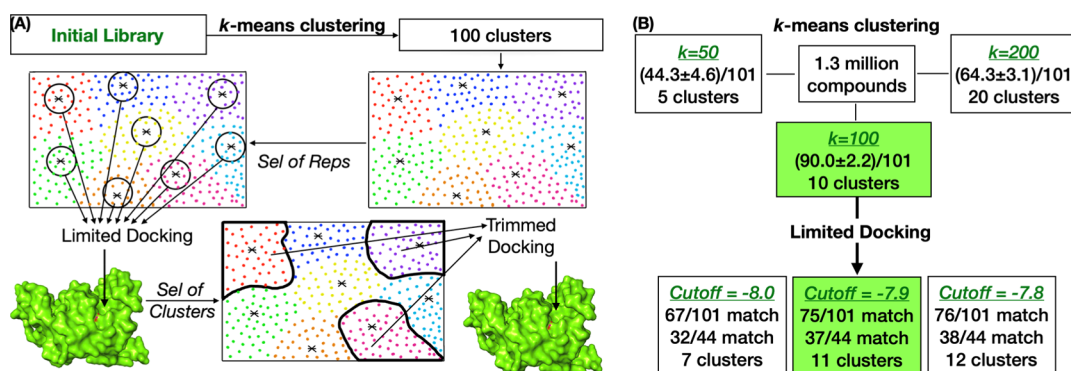 (A)
Initial Library
k-means clustering
100 clusters
Sel of Reps
Limited Docking
Sel of
Clusters
Trimmed
Docking
(B)
k-means clustering
k=50
(44.3±4.6)/101
5 clusters
1.3 million
compounds
k=200
(64.3±3.1)/101
20 clusters
k=100
(90.0±2.2)/101
10 clusters
Limited Docking
Cutoff = -8.0
67/101 match
32/44 match
7 clusters
Cutoff = -7.9
75/101 match
37/44 match
11 clusters
Cutoff = -7.8
76/101 match
38/44 match
12 clusters